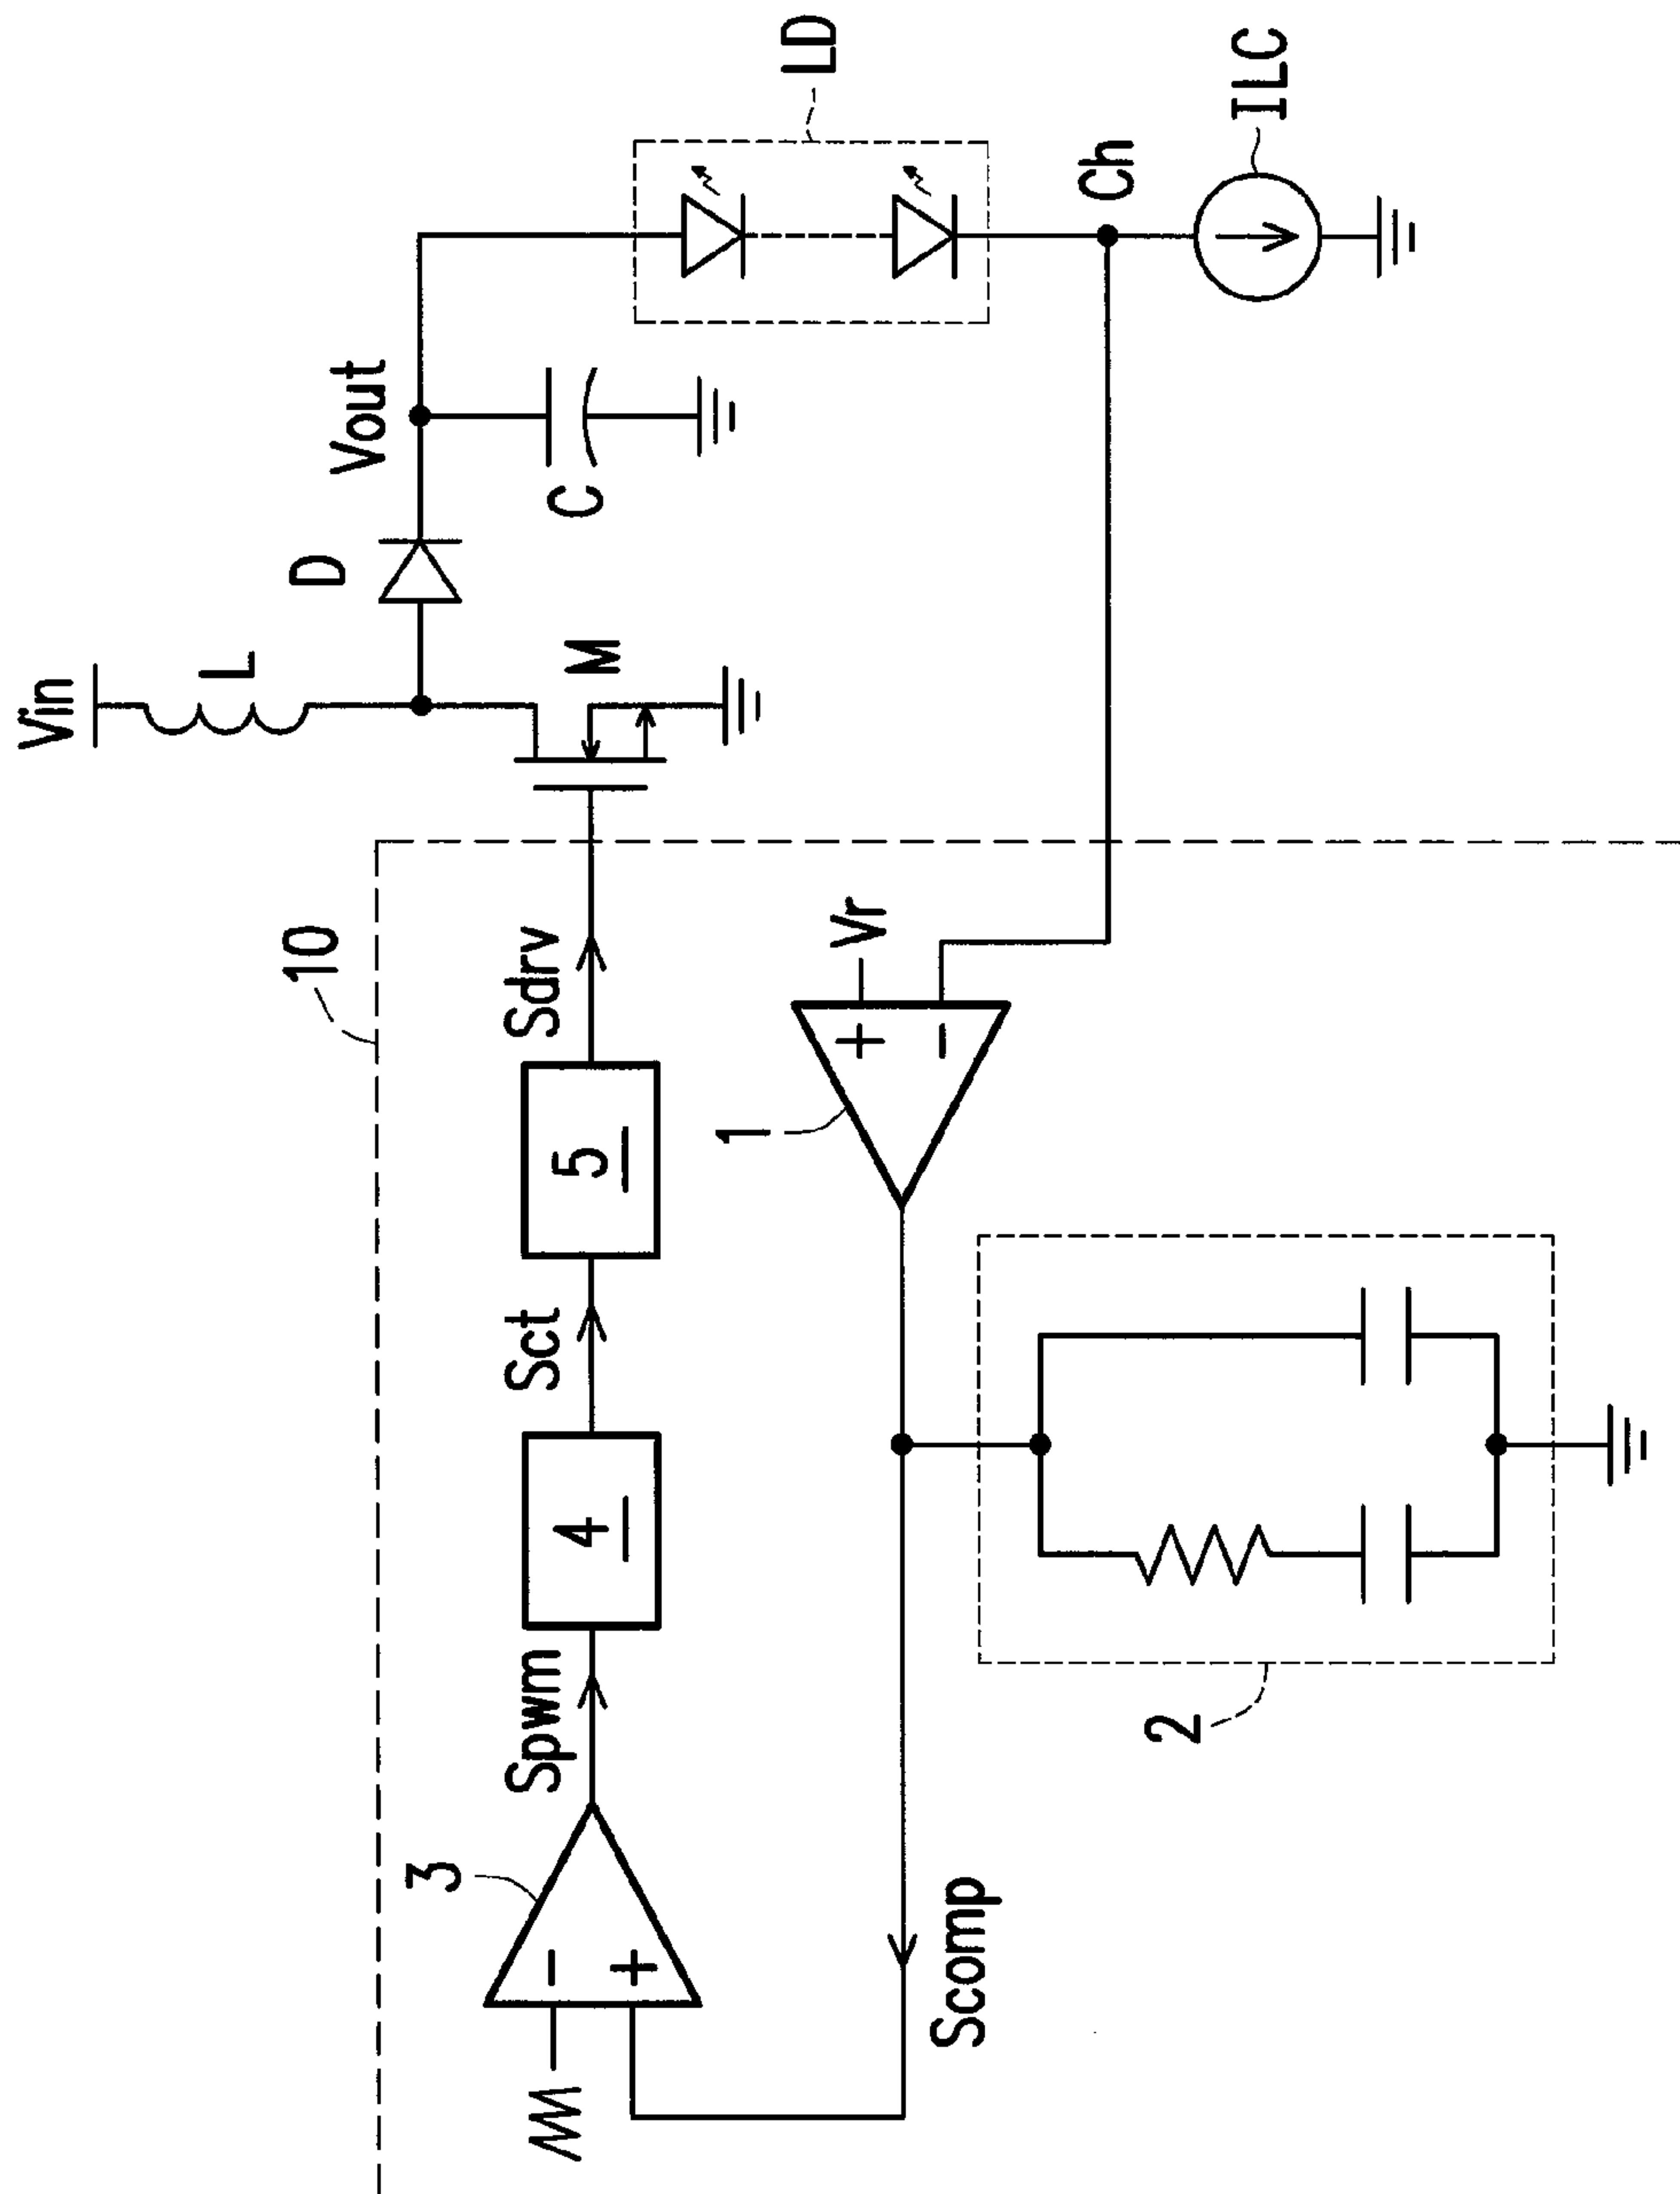 Vin
L
D
Vout
C
LD
M
10
Spwm
Sct
Sdrv
3
4
5
-
+
1
Vr
+
-
Ch
ILC
Scomp
2